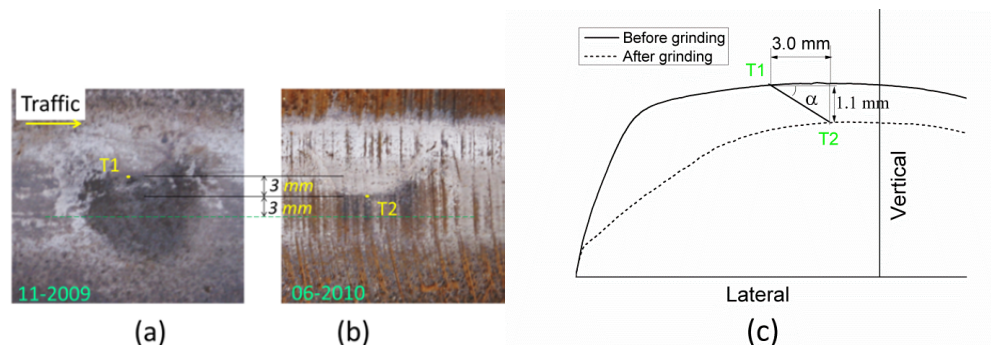 Traffic
T1
3 mm
3 mm
T2
11-2009
06-2010
(a)
(b)
Before grinding
After grinding
3.0 mm
T1
α
1.1 mm
T2
Vertical
Lateral
(c)